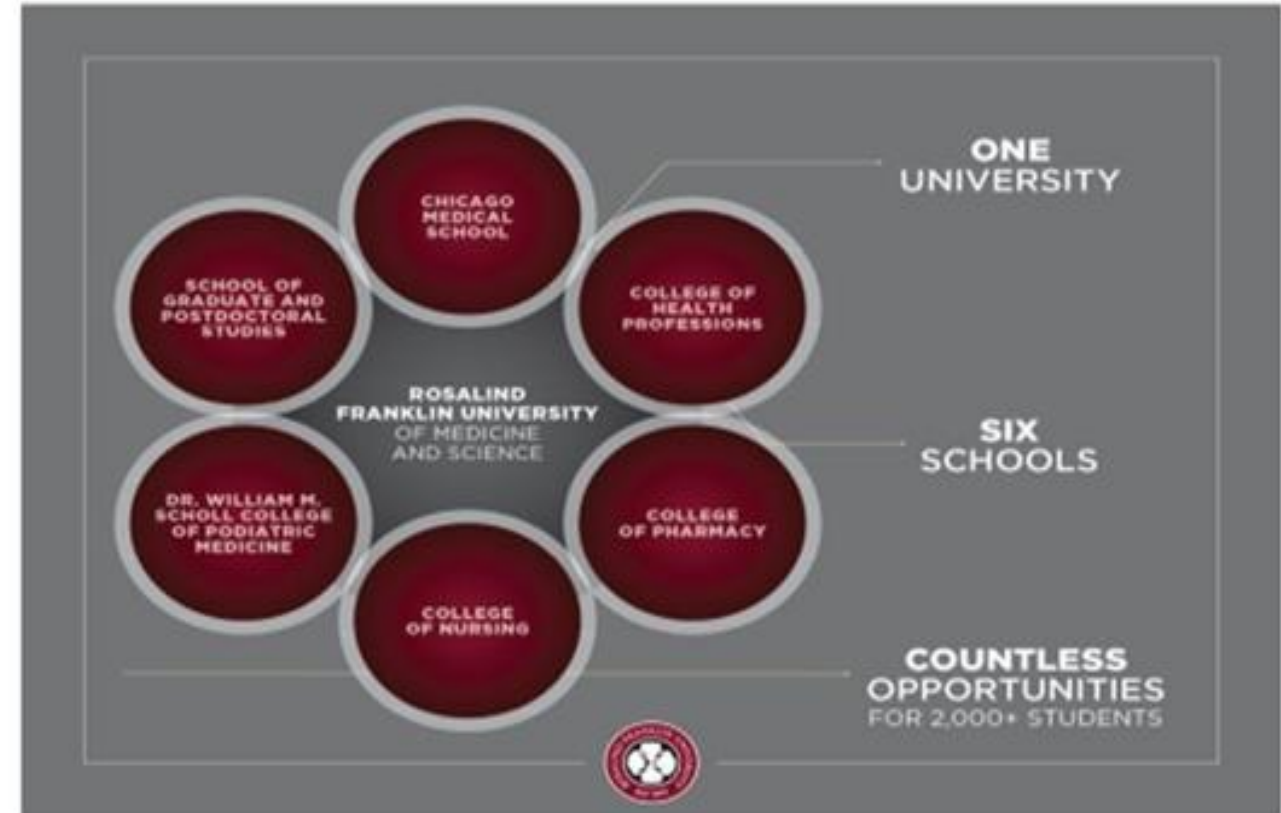 CHICAGO
MEDICAL
SCHOOL
COLLEGE OF
HEALTH
PROFESSIONS
COLLEGE
OF PHARMACY
COLLEGE
OF NURSING
DR. WILLIAM M.
SCHOLL COLLEGE
OF PODIATRIC
MEDICINE
SCHOOL OF
GRADUATE AND
POSTDOCTORAL
STUDIES
ROSALIND
FRANKLIN UNIVERSITY
OF MEDICINE
AND SCIENCE
ONE
UNIVERSITY
SIX
SCHOOLS
COUNTLESS
OPPORTUNITIES
FOR 2,000+ STUDENTS